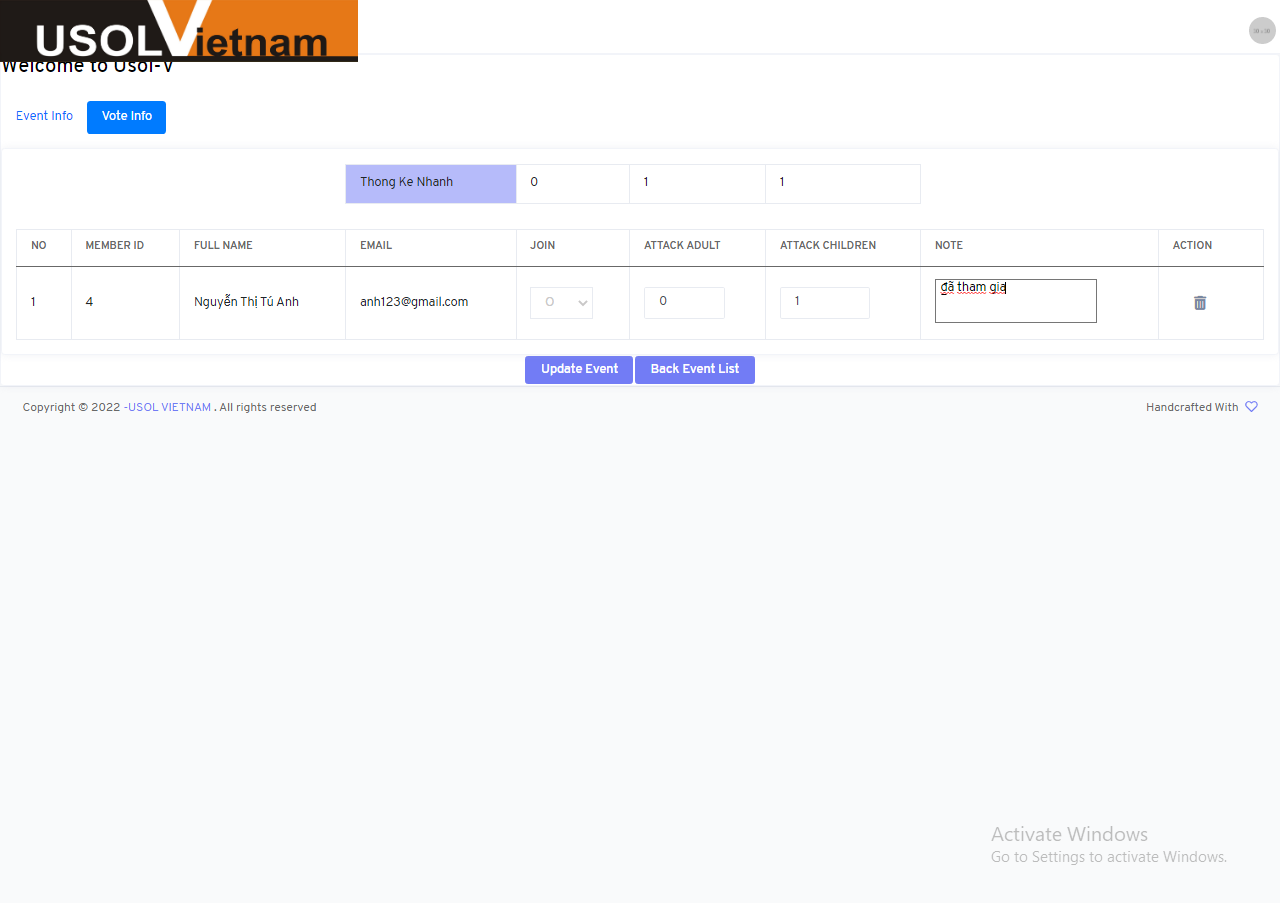 USOLVietnam
Welcome to Usol-V
Event Info Vote Info
Thong Ke Nhanh 0 1 1
NO MEMBER ID FULL NAME EMAIL JOIN ATTACK ADULT ATTACK CHILDREN NOTE ACTION
1 4 Nguyễn Thị Tú Anh anh123@gmail.com O 0 1 đã tham gia
Update Event Back Event List
Copyright © 2022 -USOL VIETNAM . All rights reserved Handcrafted With
Activate Windows
Go to Settings to activate Windows.